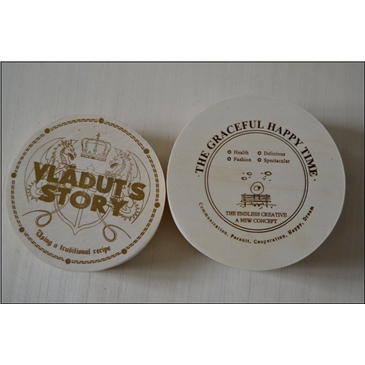 VLADUT'S
STORY
Using a traditional recipe
THE GRACEFUL HAPPY TIME
Health
Delicious
Fashion
Spectacular
THE ENDLESS CREATIVE
A NEW CONCEPT
Communication, Pursuit, Cooperation, Happy, Dream